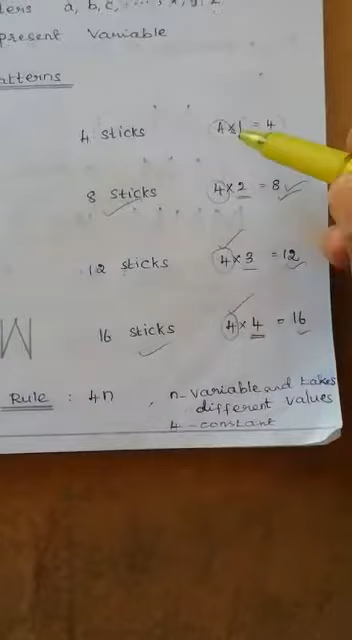 a, b, c, ...., x, y, z
present Variable
atterns
4 sticks 4×1 = 4
8 sticks 4×2 = 8
12 sticks 4×3 = 12
16 sticks 4×4 = 16
Rule : 4n , n-variable and takes
different values
4 - constant